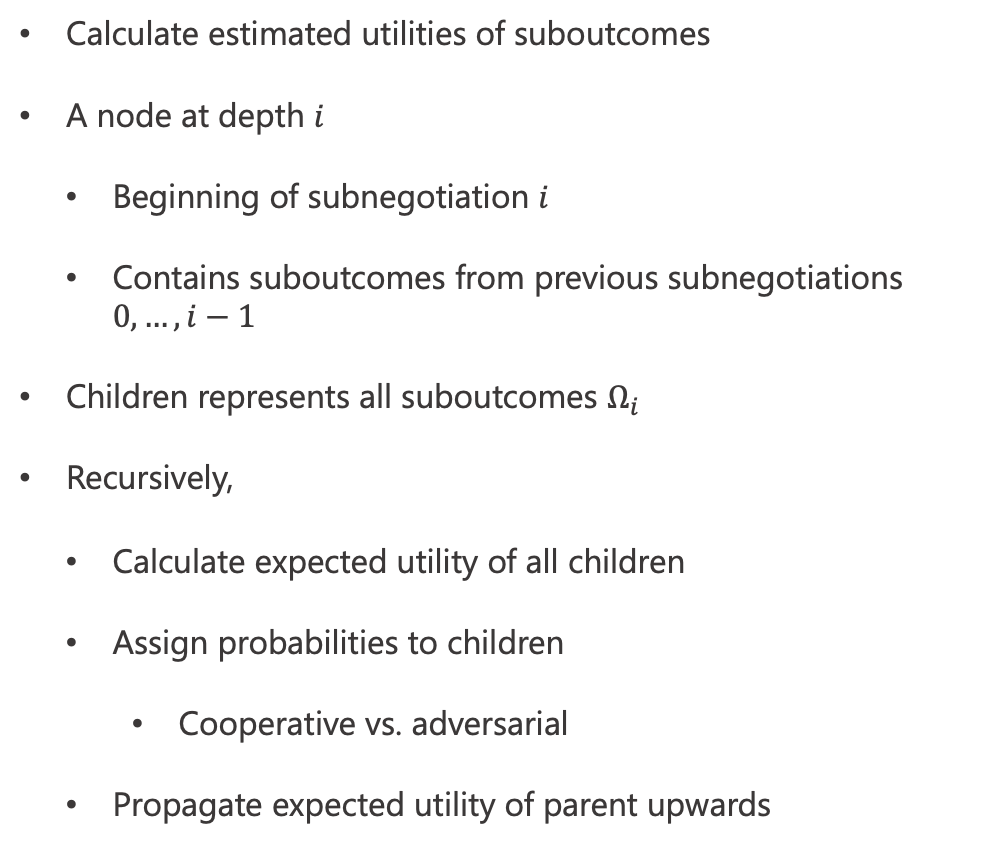 • Calculate estimated utilities of suboutcomes
• A node at depth i
• Beginning of subnegotiation i
• Contains suboutcomes from previous subnegotiations
0, … , i − 1
• Children represents all suboutcomes Ωᵢ
• Recursively,
• Calculate expected utility of all children
• Assign probabilities to children
• Cooperative vs. adversarial
• Propagate expected utility of parent upwards